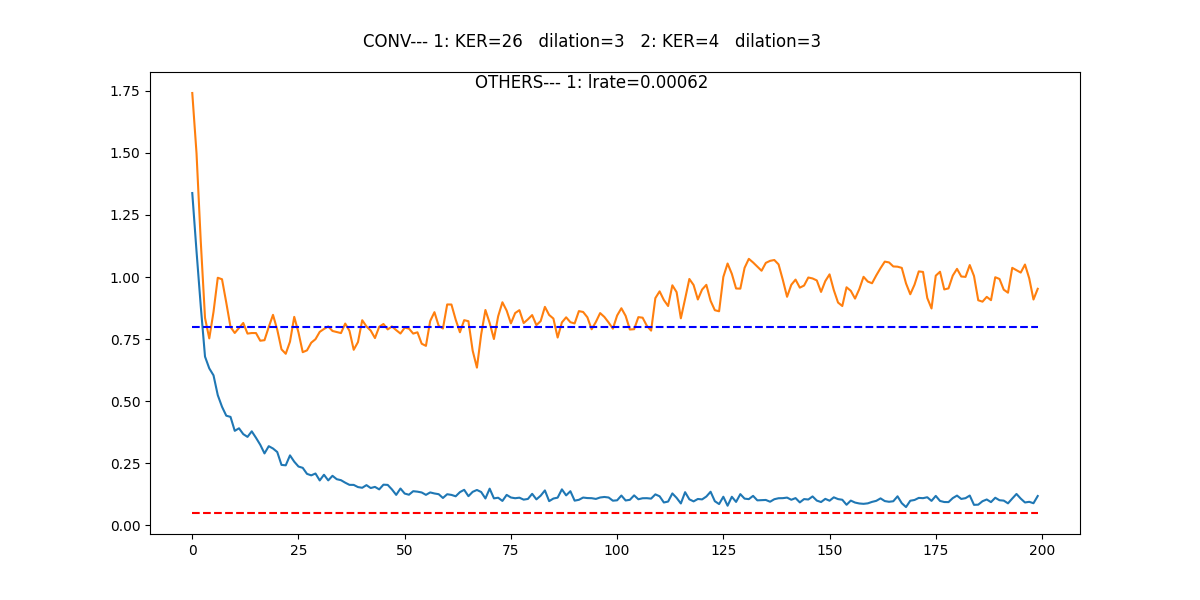 CONV--- 1: KER=26   dilation=3   2: KER=4   dilation=3
OTHERS--- 1: lrate=0.00062
1.75
1.50
1.25
1.00
0.75
0.50
0.25
0.00
0 25 50 75 100 125 150 175 200